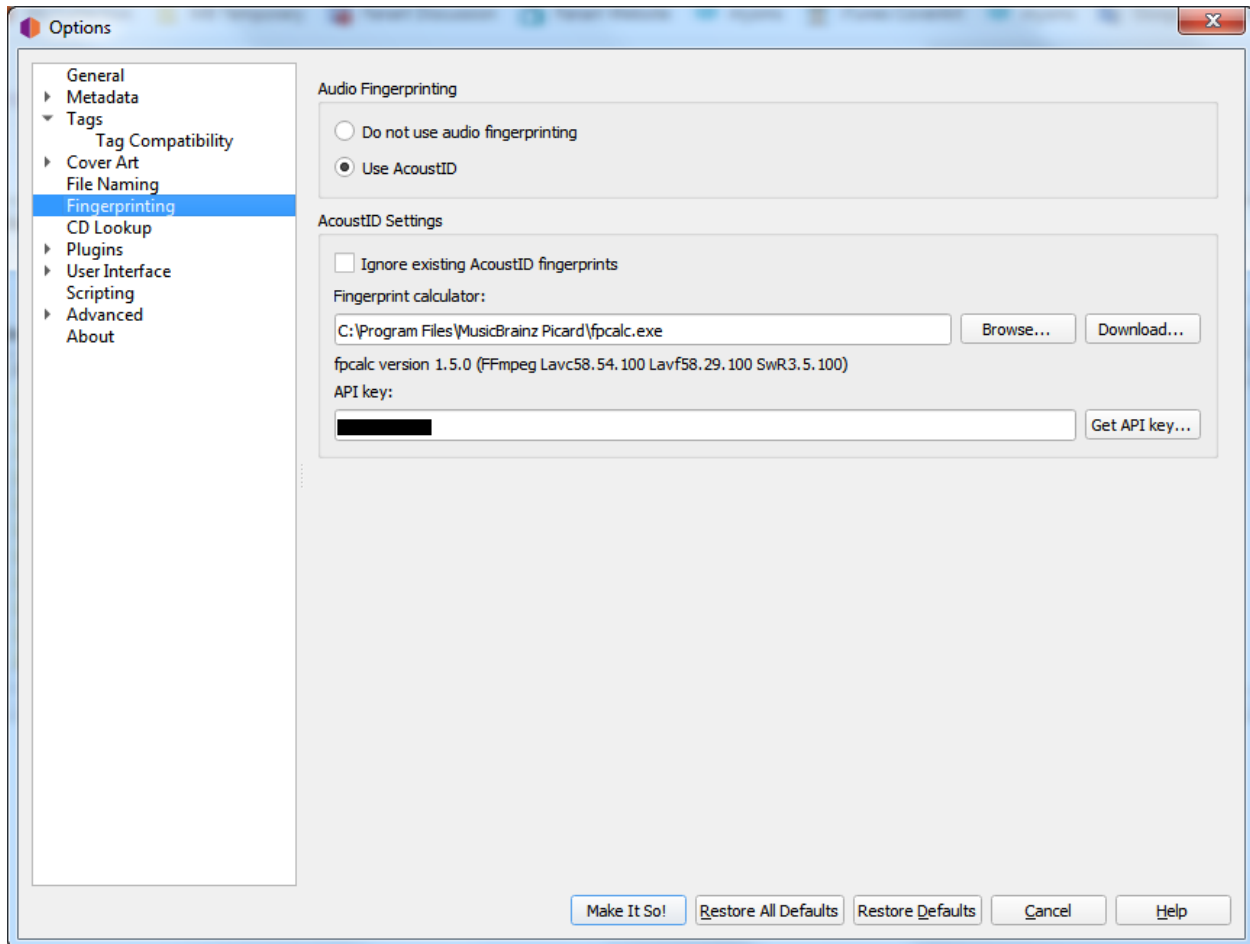 Options
General
Metadata
Tags
Tag Compatibility
Cover Art
File Naming
Fingerprinting
CD Lookup
Plugins
User Interface
Scripting
Advanced
About
Audio Fingerprinting
Do not use audio fingerprinting
Use AcoustID
AcoustID Settings
Ignore existing AcoustID fingerprints
Fingerprint calculator:
C:\Program Files\MusicBrainz Picard\fpcalc.exe Browse... Download...
fpcalc version 1.5.0 (FFmpeg Lavc58.54.100 Lavf58.29.100 SwR3.5.100)
API key:
Get API key...
Make It So! Restore All Defaults Restore Defaults Cancel Help